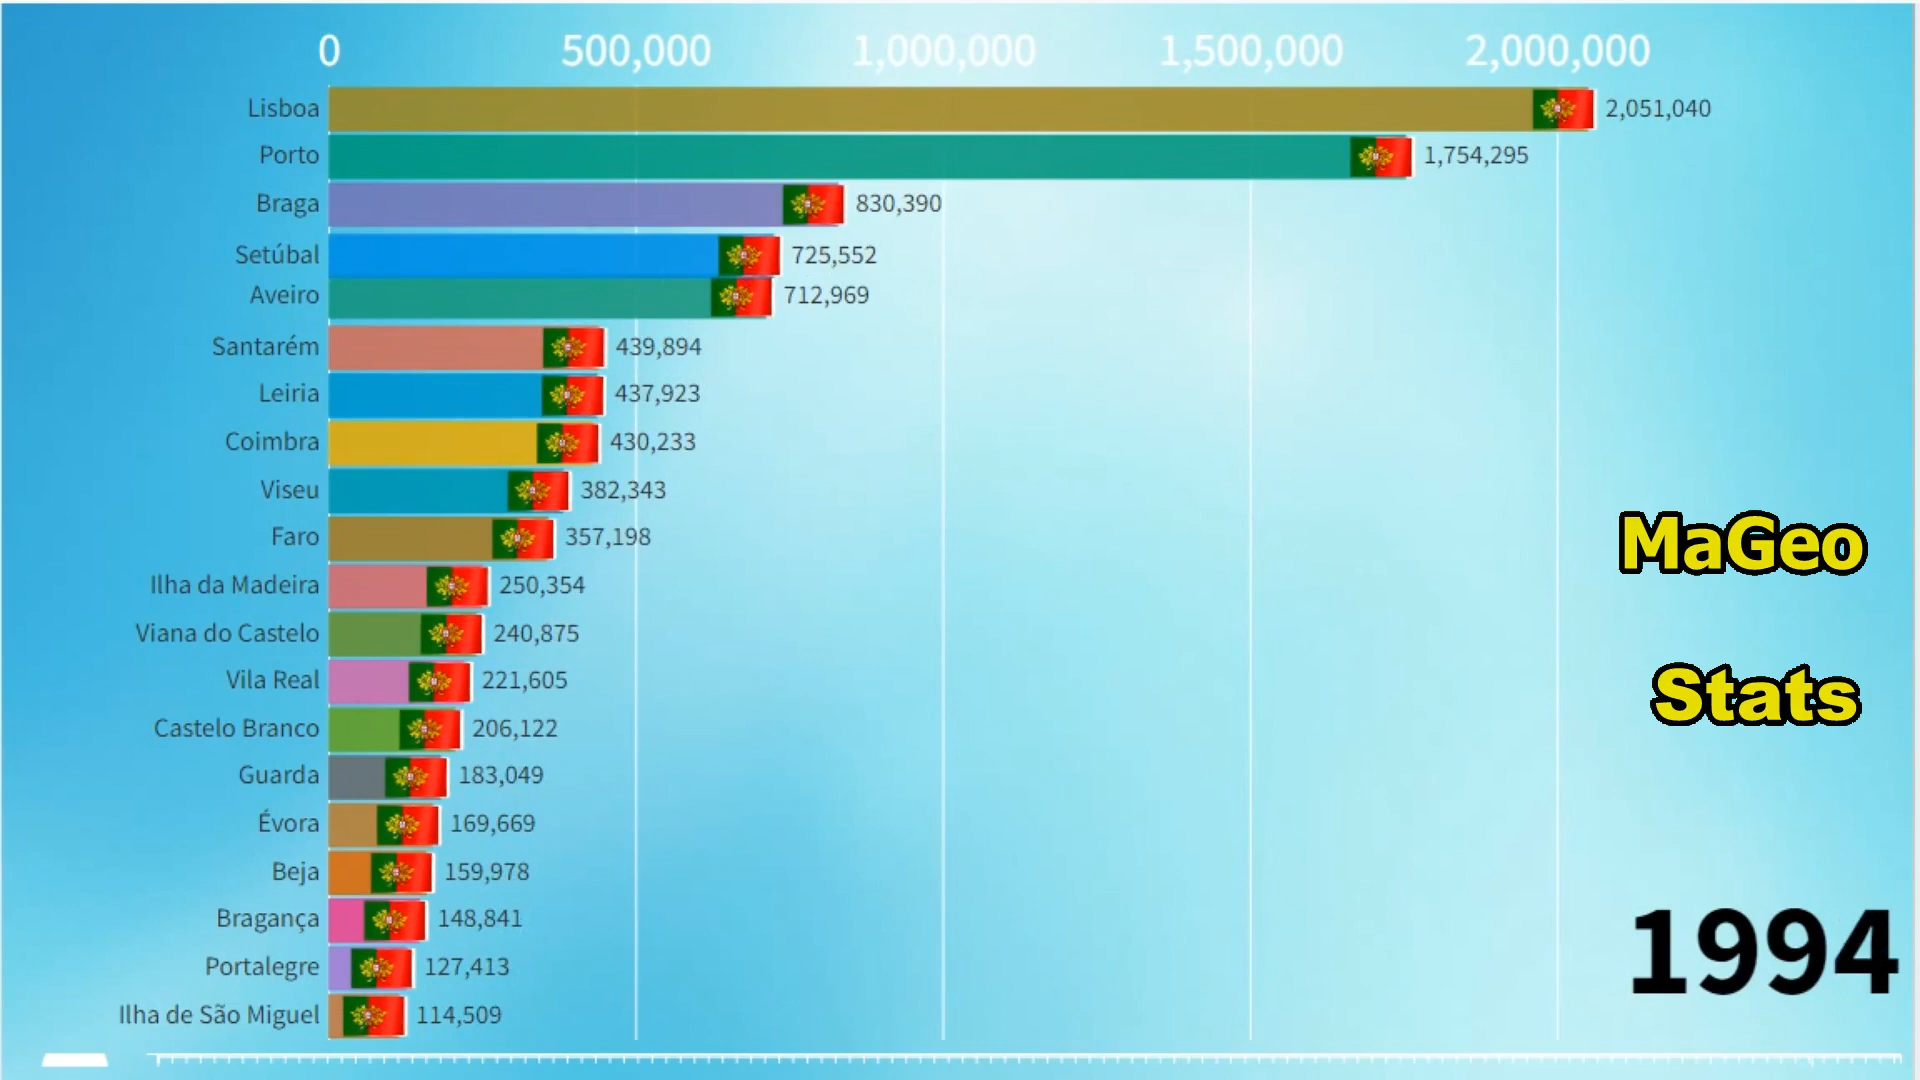 0 500,000 1,000,000 1,500,000 2,000,000
Lisboa 2,051,040
Porto 1,754,295
Braga 830,390
Setúbal 725,552
Aveiro 712,969
Santarém 439,894
Leiria 437,923
Coimbra 430,233
Viseu 382,343
Faro 357,198
Ilha da Madeira 250,354
Viana do Castelo 240,875
Vila Real 221,605
Castelo Branco 206,122
Guarda 183,049
Évora 169,669
Beja 159,978
Bragança 148,841
Portalegre 127,413
Ilha de São Miguel 114,509
MaGeo
Stats
1994